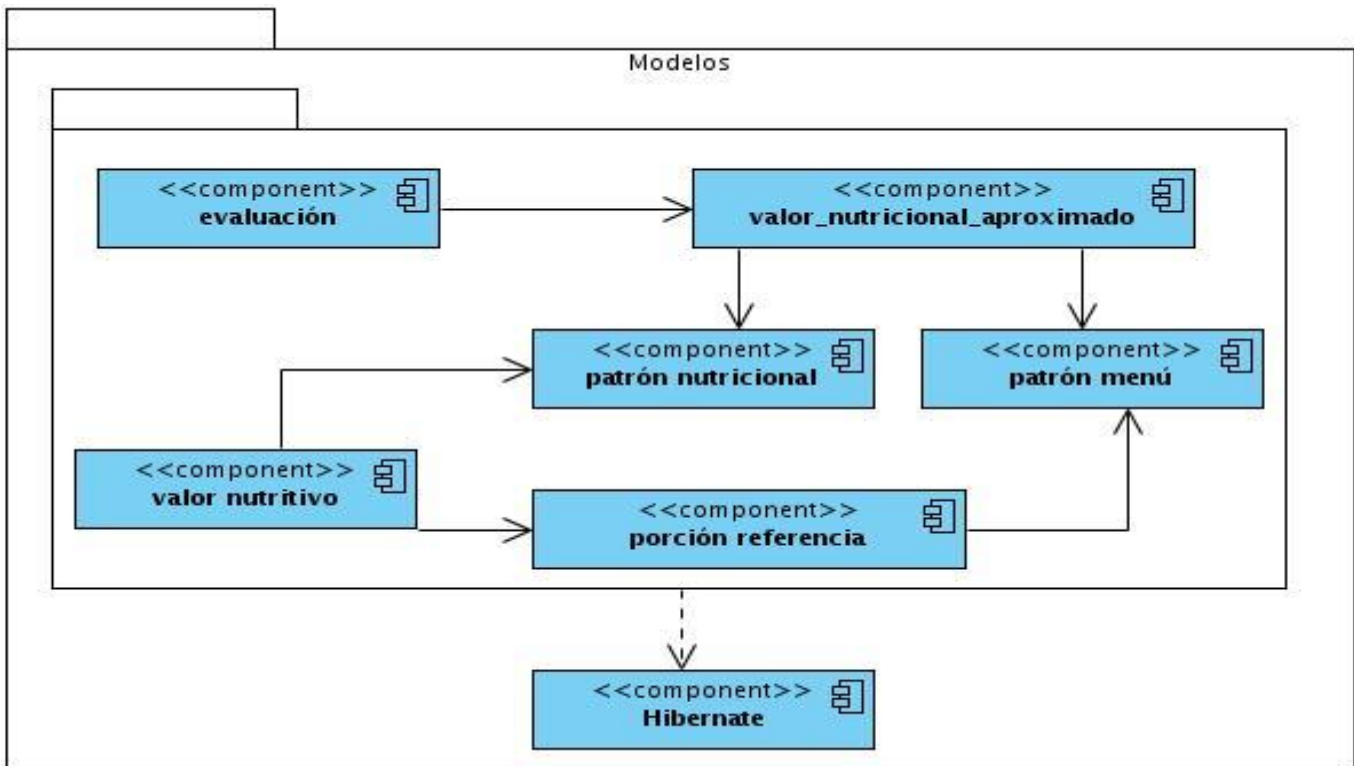 Modelos
<<component>>
evaluación
<<component>>
valor_nutricional_aproximado
<<component>>
patrón nutricional
<<component>>
patrón menú
<<component>>
valor nutritivo
<<component>>
porción referencia
<<component>>
Hibernate